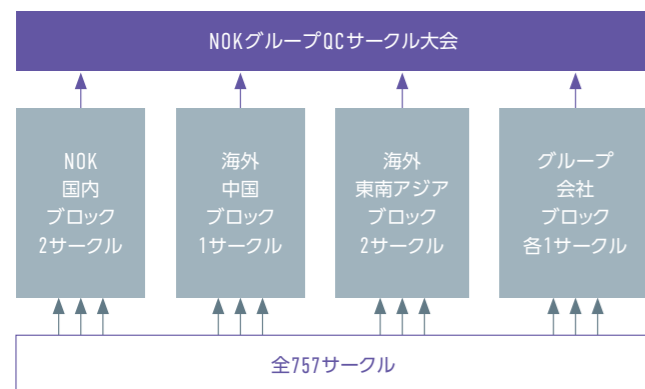 NOKグループQCサークル大会
NOK
国内
ブロック
2サークル
海外
中国
ブロック
1サークル
海外
東南アジア
ブロック
2サークル
グループ
会社
ブロック
各1サークル
全757サークル